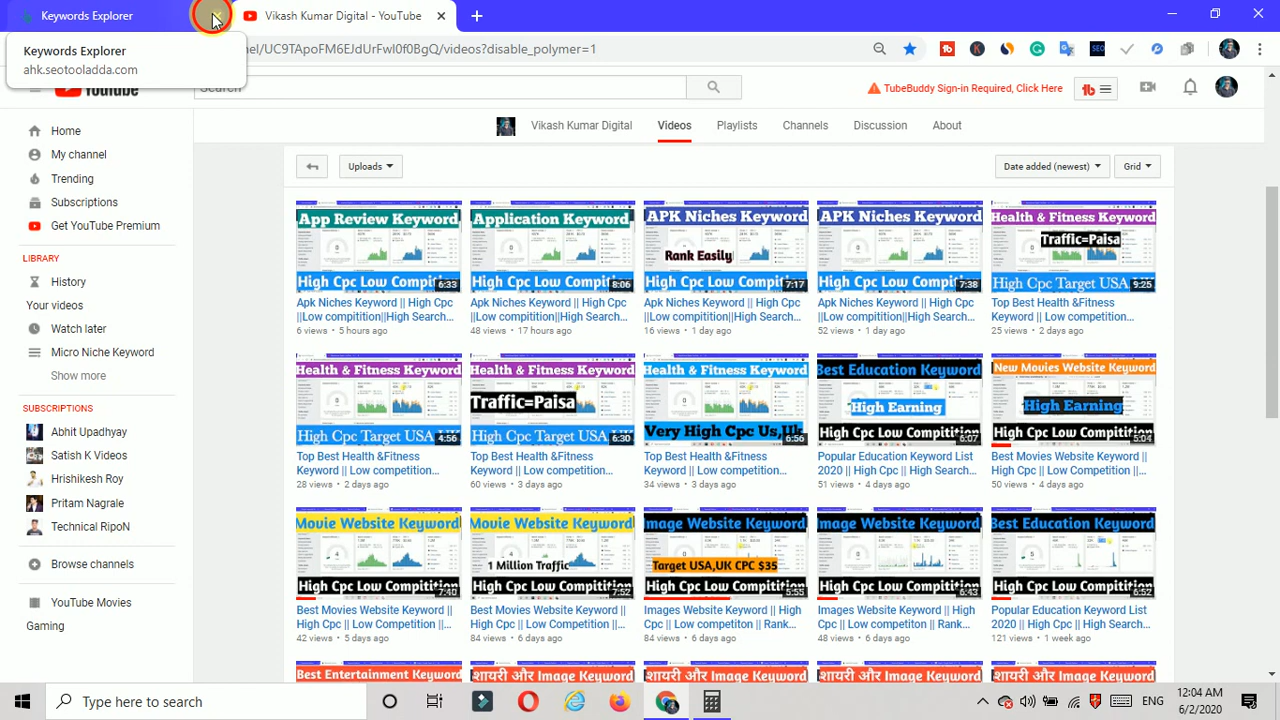 Keywords Explorer
Vikash Kumar Digital - YouTube
Keywords Explorer
ahk.seotooladda.com
nel/UC9TApoFM6EJdUrFwI0f0BgQ/videos?disable_polymer=1
YouTube
Search
TubeBuddy Sign-in Required, Click Here
Vikash Kumar Digital
Videos
Playlists
Channels
Discussion
About
Home
My channel
Trending
Subscriptions
Get YouTube Premium
LIBRARY
History
Your videos
Watch later
Micro Niche Keyword
Show more
SUBSCRIPTIONS
Abhit Upadhyay
Satish K Videos
Hrishikesh Roy
Pritam Nagrale
Technical RipoN
Browse channels
YouTube Movies
Gaming
Uploads
Date added (newest)
Grid
App Review Keyword
High Cpc Low Compitition
6:33
Apk Niches Keyword || High Cpc
||Low compitition||High Search...
6 views • 5 hours ago
Application Keyword
High Cpc Low Compitition
8:06
Apk Niches Keyword || High Cpc
||Low compitition||High Search...
48 views • 17 hours ago
APK Niches Keyword
Rank Easily
High Cpc Low Compitition
7:17
Apk Niches Keyword || High Cpc
||Low compitition||High Search...
16 views • 1 day ago
APK Niches Keyword
High Cpc Low Compitition
7:38
Apk Niches Keyword || High Cpc
||Low compitition||High Search...
52 views • 1 day ago
Health & Fitness Keyword
Traffic=Paisa
High Cpc Target USA
9:25
Top Best Health &Fitness
Keyword || Low competition...
25 views • 2 days ago
Health & Fitness Keyword
High Cpc Target USA
4:56
Top Best Health &Fitness
Keyword || Low competition...
28 views • 2 days ago
Health & Fitness Keyword
Traffic=Paisa
High Cpc Target USA
6:30
Top Best Health &Fitness
Keyword || Low competition...
60 views • 3 days ago
Health & Fitness Keyword
Very High Cpc Us,Uk
6:56
Top Best Health &Fitness
Keyword || Low competition...
34 views • 3 days ago
Best Education Keyword
High Earning
High Cpc Low Compitition
6:07
Popular Education Keyword List
2020 || High Cpc || High Search...
51 views • 4 days ago
New Movies Website Keyword
High Earning
High Cpc Low Compitition
5:04
Best Movies Website Keyword ||
High Cpc || Low Competition ||...
50 views • 4 days ago
Movie Website Keyword
High Cpc Low Compitition
7:40
Best Movies Website Keyword ||
High Cpc || Low Competition ||...
42 views • 5 days ago
Movie Website Keyword
1 Million Traffic
High Cpc Low Compitition
7:52
Best Movies Website Keyword ||
High Cpc || Low Competition ||...
84 views • 6 days ago
Image Website Keyword
Target USA,UK CPC $35
High Cpc Low Compitition
5:55
Images Website Keyword || High
Cpc || Low competiton || Rank...
84 views • 6 days ago
Image Website Keyword
High Cpc Low Compitition
6:43
Images Website Keyword || High
Cpc || Low competiton || Rank...
48 views • 6 days ago
Best Education Keyword
High Cpc Low Compitition
6:52
Popular Education Keyword List
2020 || High Cpc || High Search...
121 views • 1 week ago
Best Entertainment Keyword
शायरी और Image Keyword
शायरी और Image Keyword
शायरी और Image Keyword
शायरी और Image Keyword
Type here to search
ENG
12:04 AM
6/2/2020